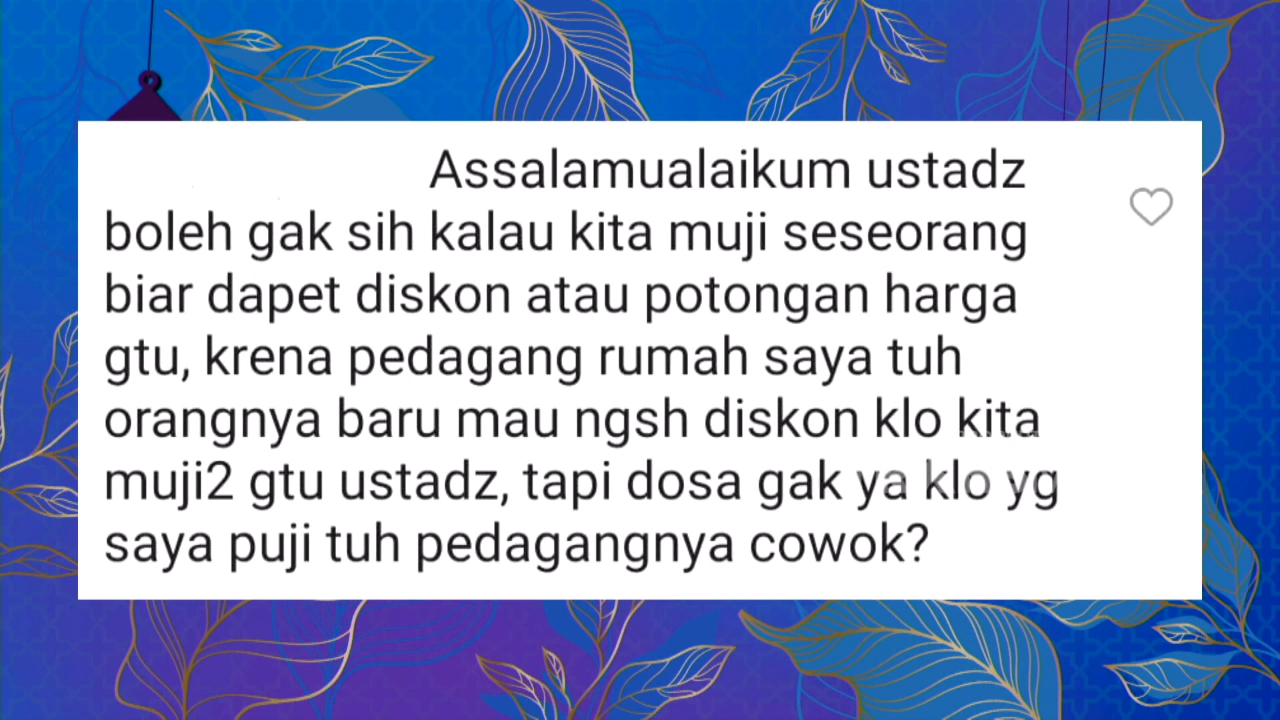 Assalamualaikum ustadz
boleh gak sih kalau kita muji seseorang
biar dapet diskon atau potongan harga
gtu, krena pedagang rumah saya tuh
orangnya baru mau ngsh diskon klo kita
muji2 gtu ustadz, tapi dosa gak ya klo yg
saya puji tuh pedagangnya cowok?